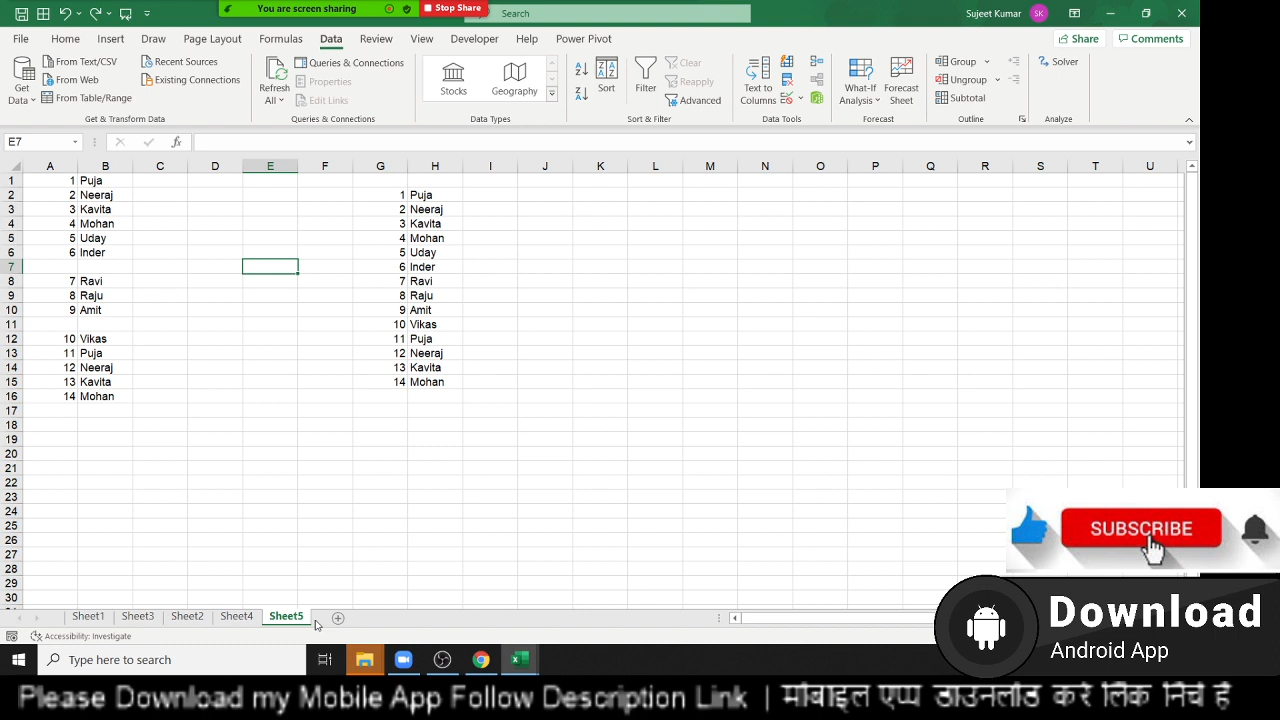 You are screen sharing
Stop Share
Search
Sujeet Kumar
SK
File Home Insert Draw Page Layout Formulas Data Review View Developer Help Power Pivot
Share
Comments
Get Data
From Text/CSV
From Web
From Table/Range
Recent Sources
Existing Connections
Get & Transform Data
Refresh All
Queries & Connections
Properties
Edit Links
Queries & Connections
Stocks
Geography
Data Types
Sort
Filter
Clear
Reapply
Advanced
Sort & Filter
Text to Columns
Data Tools
What-If Analysis
Forecast Sheet
Forecast
Group
Ungroup
Subtotal
Outline
Solver
Analyze
E7
fx
A B C D E F G H I J K L M N O P Q R S T U
1 1 Puja
2 2 Neeraj 1 Puja
3 3 Kavita 2 Neeraj
4 4 Mohan 3 Kavita
5 5 Uday 4 Mohan
6 6 Inder 5 Uday
7 6 Inder
8 7 Ravi 7 Ravi
9 8 Raju 8 Raju
10 9 Amit 9 Amit
11 10 Vikas
12 10 Vikas 11 Puja
13 11 Puja 12 Neeraj
14 12 Neeraj 13 Kavita
15 13 Kavita 14 Mohan
16 14 Mohan
17
18
19
20
21
22
23
24
25
26
27
28
29
30
SUBSCRIBE
Download
Android App
Sheet1 Sheet3 Sheet2 Sheet4 Sheet5
Accessibility: Investigate
Type here to search
Please Download my Mobile App Follow Description Link | मोबाइल एप्प डाउनलोड करे लिंक निचे है